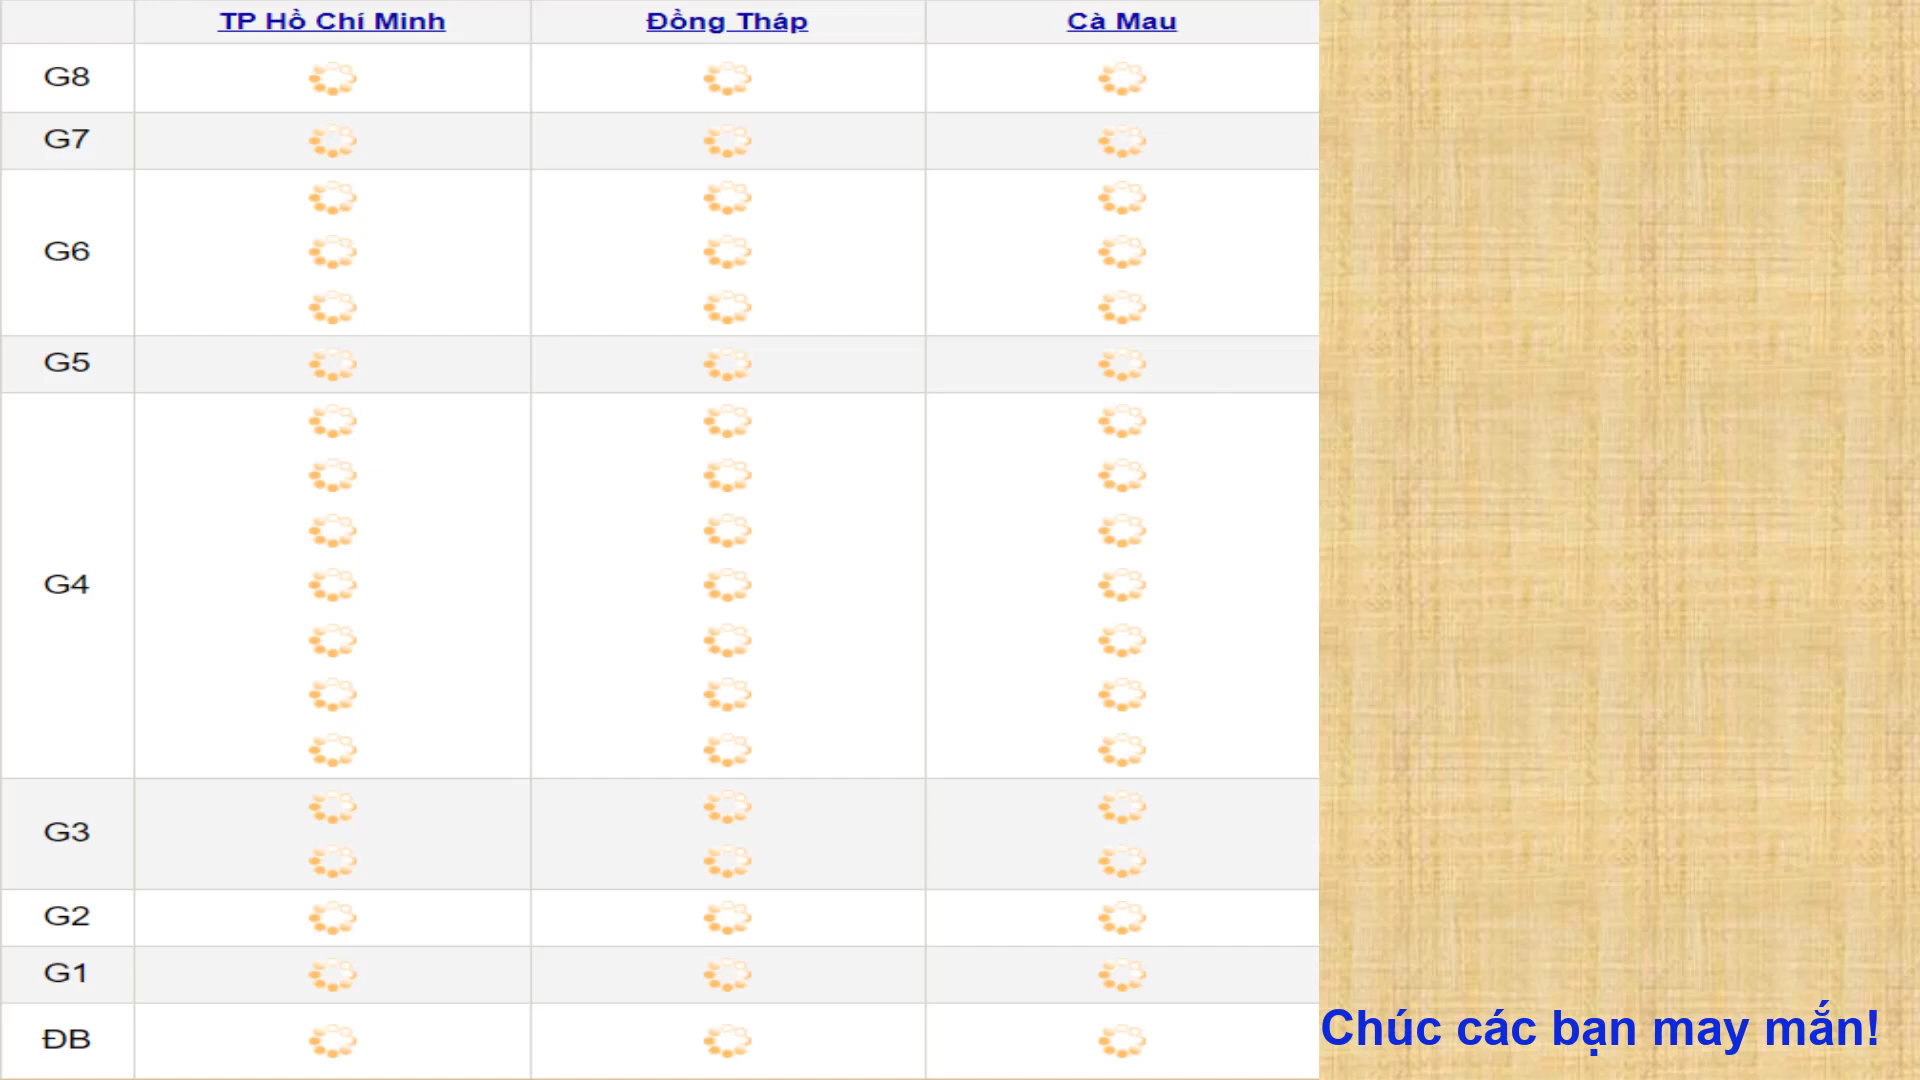 TP Hồ Chí Minh Đồng Tháp Cà Mau
G8
G7
G6
G5
G4
G3
G2
G1
ĐB
Chúc các bạn may mắn!